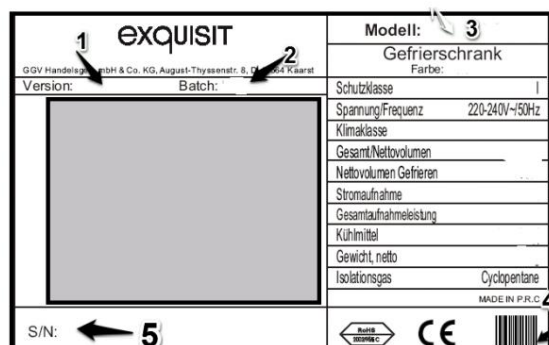 exquisit
GGV Handelsges. mbH & Co. KG, August-Thyssenstr. 8, Kaarst
1
2
Version: Batch:
Modell: 3
Gefrierschrank
Farbe:
Schutzklasse I
Spannung/Frequenz 220-240V~/50Hz
Klimaklasse
Gesamt/Nettovolumen
Nettovolumen Gefrieren
Stromaufnahme
Gesamtaufnahmeleistung
Kühlmittel
Gewicht, netto
Isolationsgas Cyclopentane
MADE IN P.R.C
4
S/N: 5
RoHS
CE